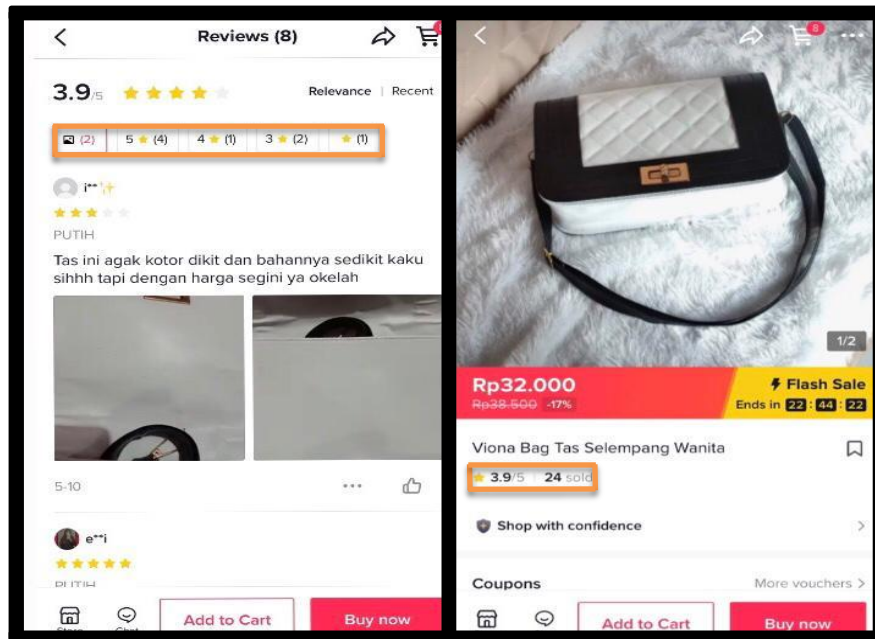 Reviews (8)
3.9/5
Relevance | Recent
(2)
5 (4)
4 (1)
3 (2)
(1)
i**
PUTIH
Tas ini agak kotor dikit dan bahannya sedikit kaku
sihhh tapi dengan harga segini ya okelah
5-10
e**i
PUTIH
Store
Chat
Add to Cart
Buy now
8
1/2
Rp32.000
Rp38.500 -17%
Flash Sale
Ends in 22 : 44 : 22
Viona Bag Tas Selempang Wanita
3.9/5
24 sold
Shop with confidence
Coupons
More vouchers >
Add to Cart
Buy now